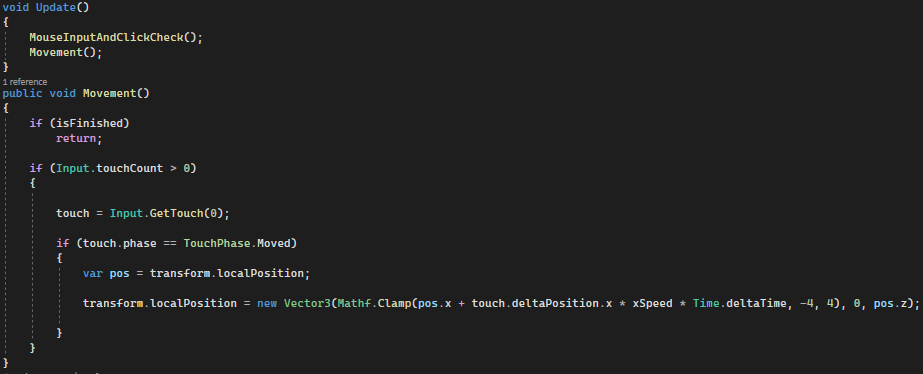 void Update()
{
MouseInputAndClickCheck();
Movement();
}
1 reference
public void Movement()
{
if (isFinished)
return;
if (Input.touchCount > 0)
{
touch = Input.GetTouch(0);
if (touch.phase == TouchPhase.Moved)
{
var pos = transform.localPosition;
transform.localPosition = new Vector3(Mathf.Clamp(pos.x + touch.deltaPosition.x * xSpeed * Time.deltaTime, -4, 4), 0, pos.z);
}
}
}